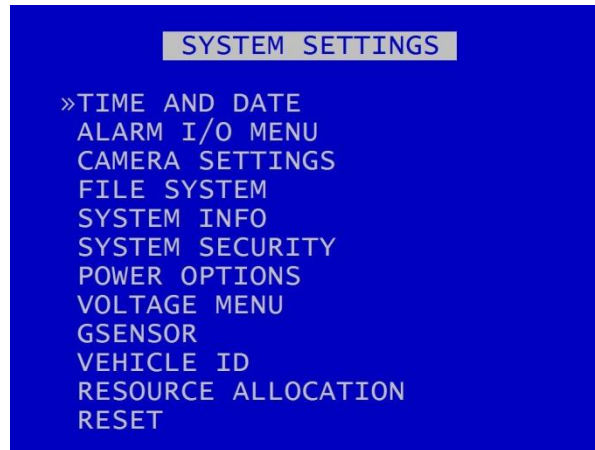 SYSTEM SETTINGS
»TIME AND DATE
ALARM I/O MENU
CAMERA SETTINGS
FILE SYSTEM
SYSTEM INFO
SYSTEM SECURITY
POWER OPTIONS
VOLTAGE MENU
GSENSOR
VEHICLE ID
RESOURCE ALLOCATION
RESET